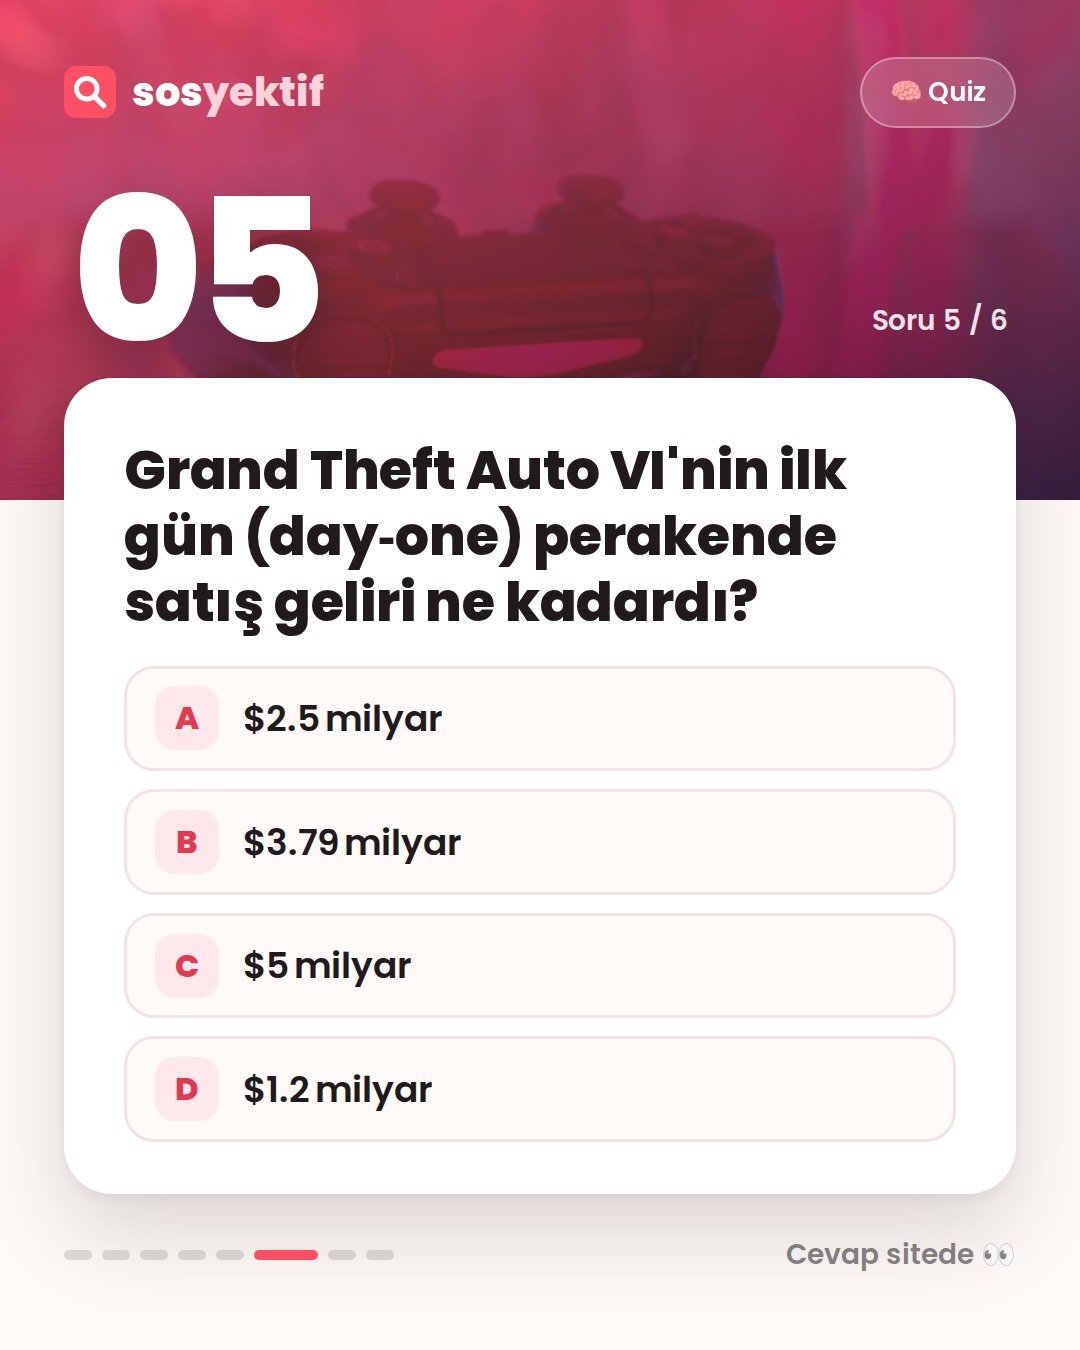 sosyektif
🧠 Quiz
05
Soru 5 / 6
Grand Theft Auto VI'nin ilk
gün (day-one) perakende
satış geliri ne kadardı?
A $2.5 milyar
B $3.79 milyar
C $5 milyar
D $1.2 milyar
Cevap sitede 👀